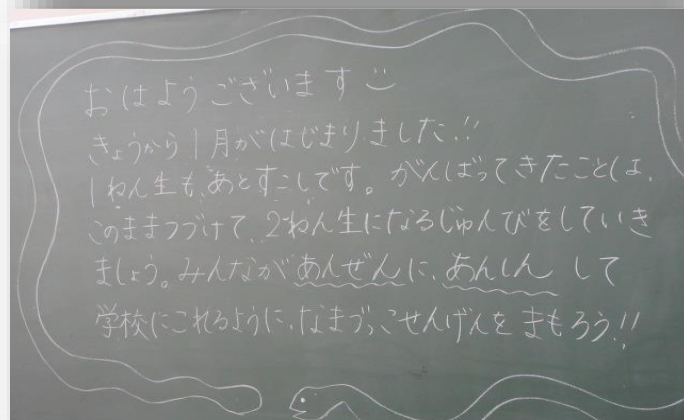 おはようございます
きょうから1月がはじまりました!!
1ねん生も、あとすこしです。がんばってきたことは、
このままつづけて、2ねん生になるじゅんびをしていき
ましょう。みんながあんぜんに、あんしんして
学校にこれるように、なまづっこせんげんをまもろう!!